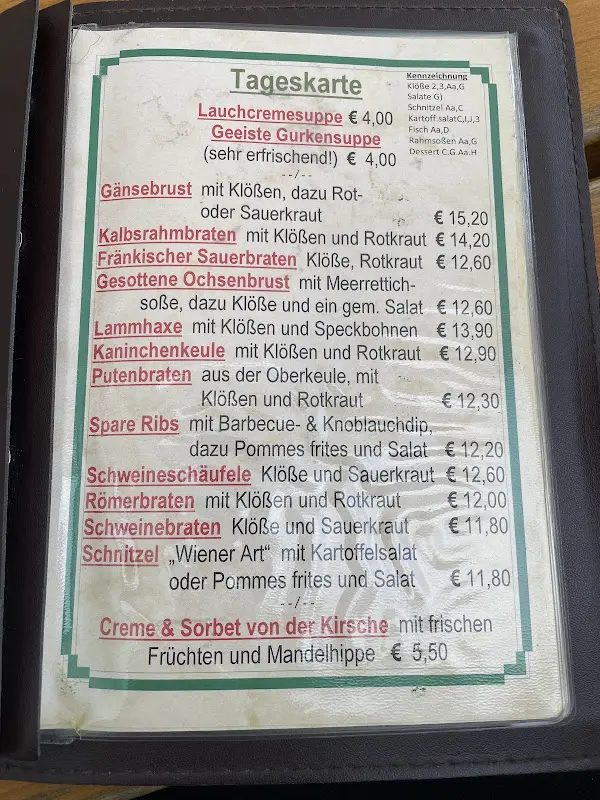 Tageskarte
Kennzeichnung
Klöße 2,3,Aa,G
Salate G)
Schnitzel Aa,C
Kartoff.salatC,I,J,3
Fisch Aa,D
Rahmsoßen Aa,G
Dessert C.G.Aa.H
Lauchcremesuppe € 4,00
Geeiste Gurkensuppe
(sehr erfrischend!) € 4,00
--/--
Gänsebrust mit Klößen, dazu Rot-
oder Sauerkraut € 15,20
Kalbsrahmbraten mit Klößen und Rotkraut € 14,20
Fränkischer Sauerbraten Klöße, Rotkraut € 12,60
Gesottene Ochsenbrust mit Meerrettich-
soße, dazu Klöße und ein gem. Salat € 12,60
Lammhaxe mit Klößen und Speckbohnen € 13,90
Kaninchenkeule mit Klößen und Rotkraut € 12,90
Putenbraten aus der Oberkeule, mit
Klößen und Rotkraut € 12,30
Spare Ribs mit Barbecue- & Knoblauchdip,
dazu Pommes frites und Salat € 12,20
Schweineschäufele Klöße und Sauerkraut € 12,60
Römerbraten mit Klößen und Rotkraut € 12,00
Schweinebraten Klöße und Sauerkraut € 11,80
Schnitzel „Wiener Art“ mit Kartoffelsalat
oder Pommes frites und Salat € 11,80
--/--
Creme & Sorbet von der Kirsche mit frischen
Früchten und Mandelhippe € 5,50